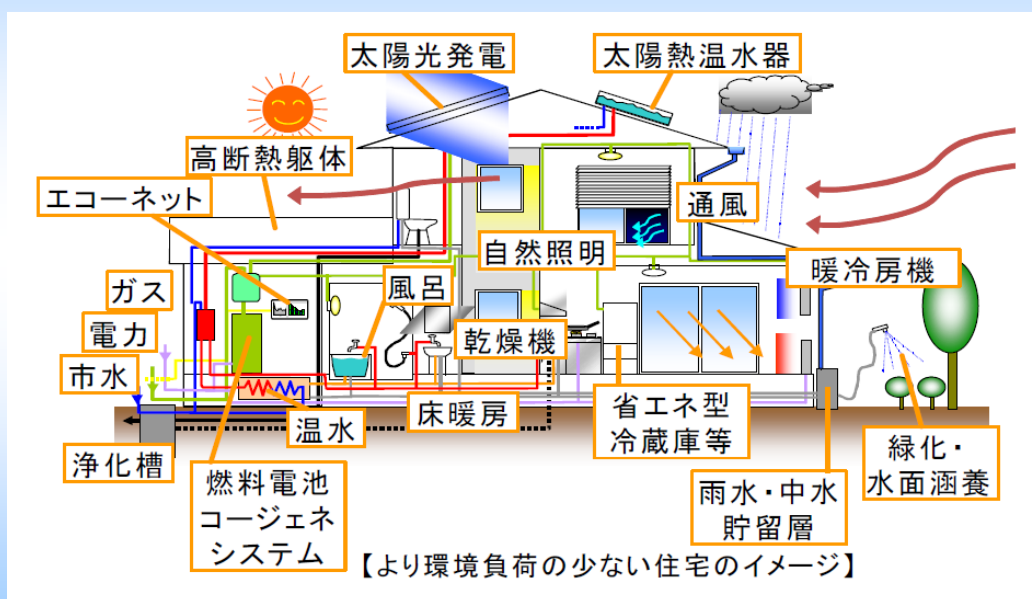 太陽光発電
太陽熱温水器
高断熱躯体
エコーネット
通風
自然照明
暖冷房機
ガス
風呂
電力
乾燥機
市水
床暖房
省エネ型
冷蔵庫等
温水
浄化槽
燃料電池
コージェネ
システム
緑化・
水面涵養
雨水・中水
貯留層
【より環境負荷の少ない住宅のイメージ】